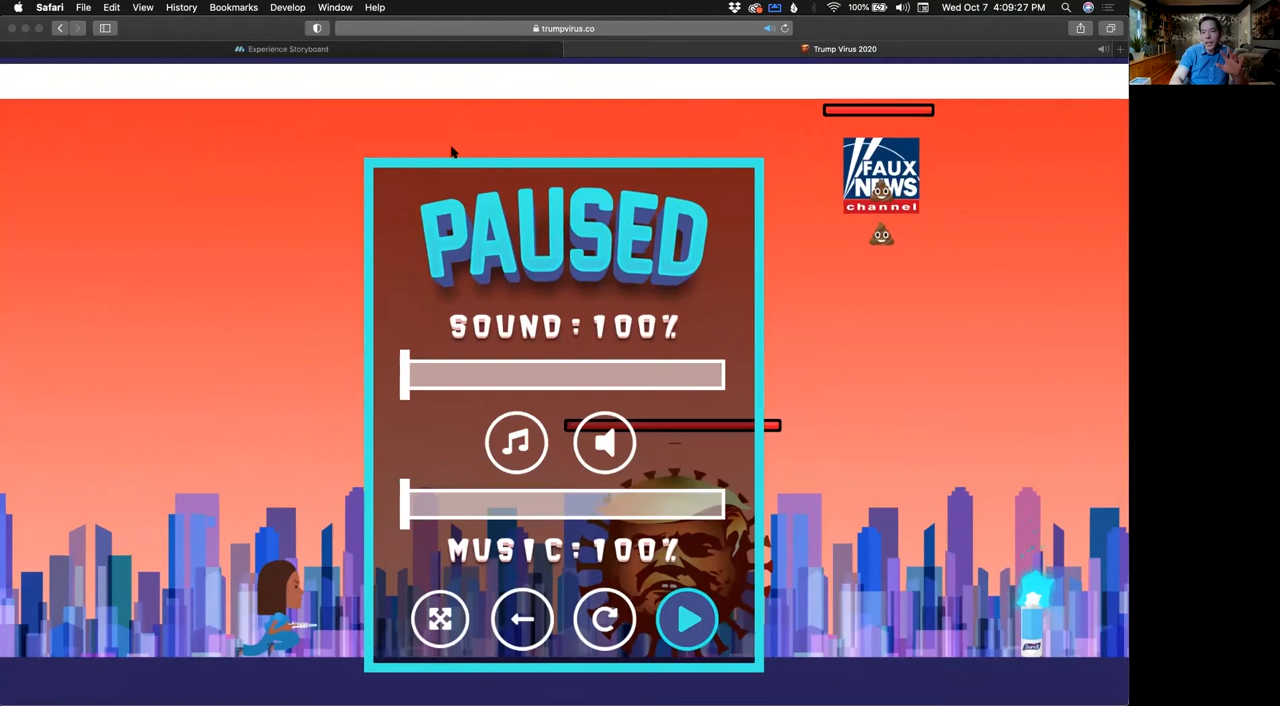 Safari File Edit View History Bookmarks Develop Window Help 100% Wed Oct 7 4:09:27 PM
trumpvirus.co
Experience Storyboard Trump Virus 2020
FAUX
NEWS
channel
PAUSED
SOUND:100%
MUSIC:100%